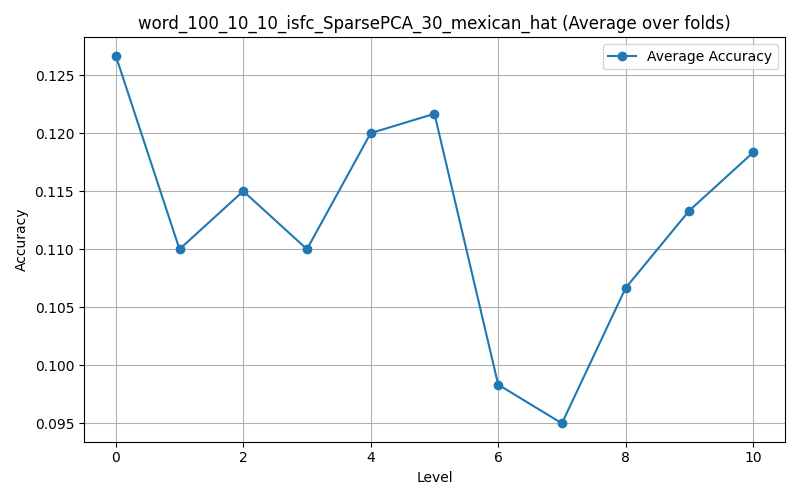 word_100_10_10_isfc_SparsePCA_30_mexican_hat (Average over folds)
Average Accuracy
0.125
0.120
0.115
0.110
0.105
0.100
0.095
Accuracy
0 2 4 6 8 10
Level